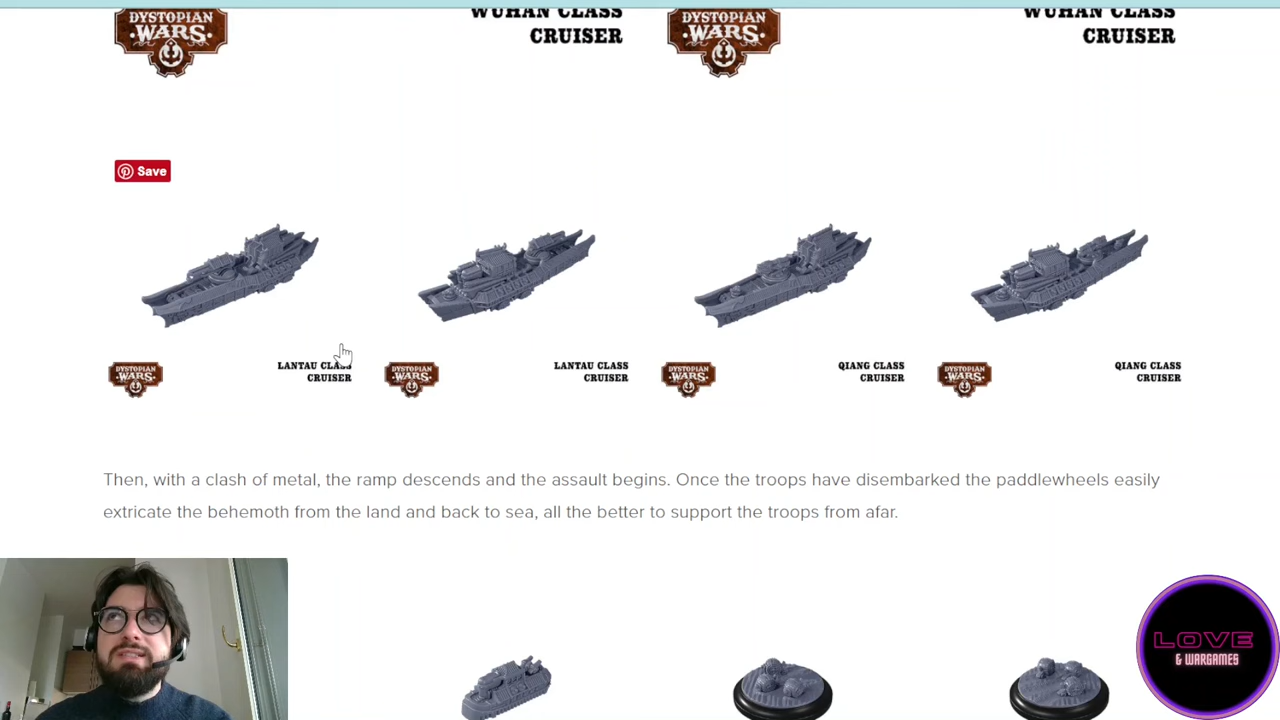 DYSTOPIAN
WARS
WUHAN CLASS
CRUISER
DYSTOPIAN
WARS
WUHAN CLASS
CRUISER
Save
DYSTOPIAN
WARS
LANTAU CLASS
CRUISER
DYSTOPIAN
WARS
LANTAU CLASS
CRUISER
DYSTOPIAN
WARS
QIANG CLASS
CRUISER
DYSTOPIAN
WARS
QIANG CLASS
CRUISER
Then, with a clash of metal, the ramp descends and the assault begins. Once the troops have disembarked the paddlewheels easily
extricate the behemoth from the land and back to sea, all the better to support the troops from afar.
LOVE
& WARGAMES